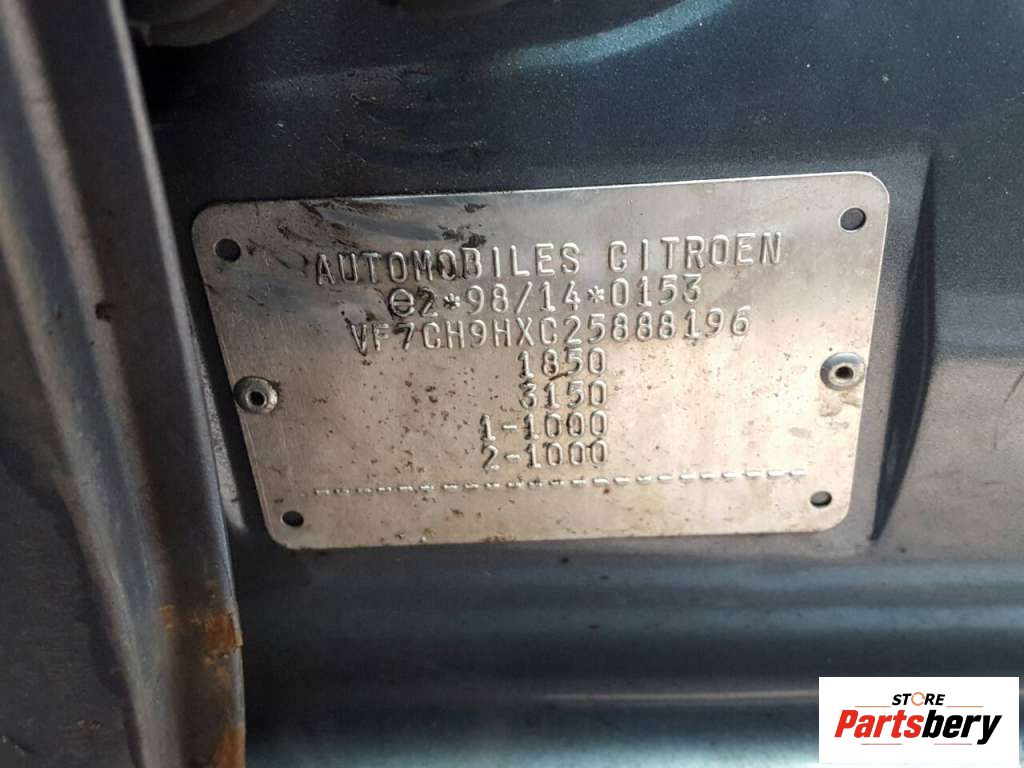 AUTOMOBILES CITROEN
e2*98/14*0153
VF7CH9HXC25888196
1850
3150
1-1000
2-1000
--------------------
STORE
Partsbery